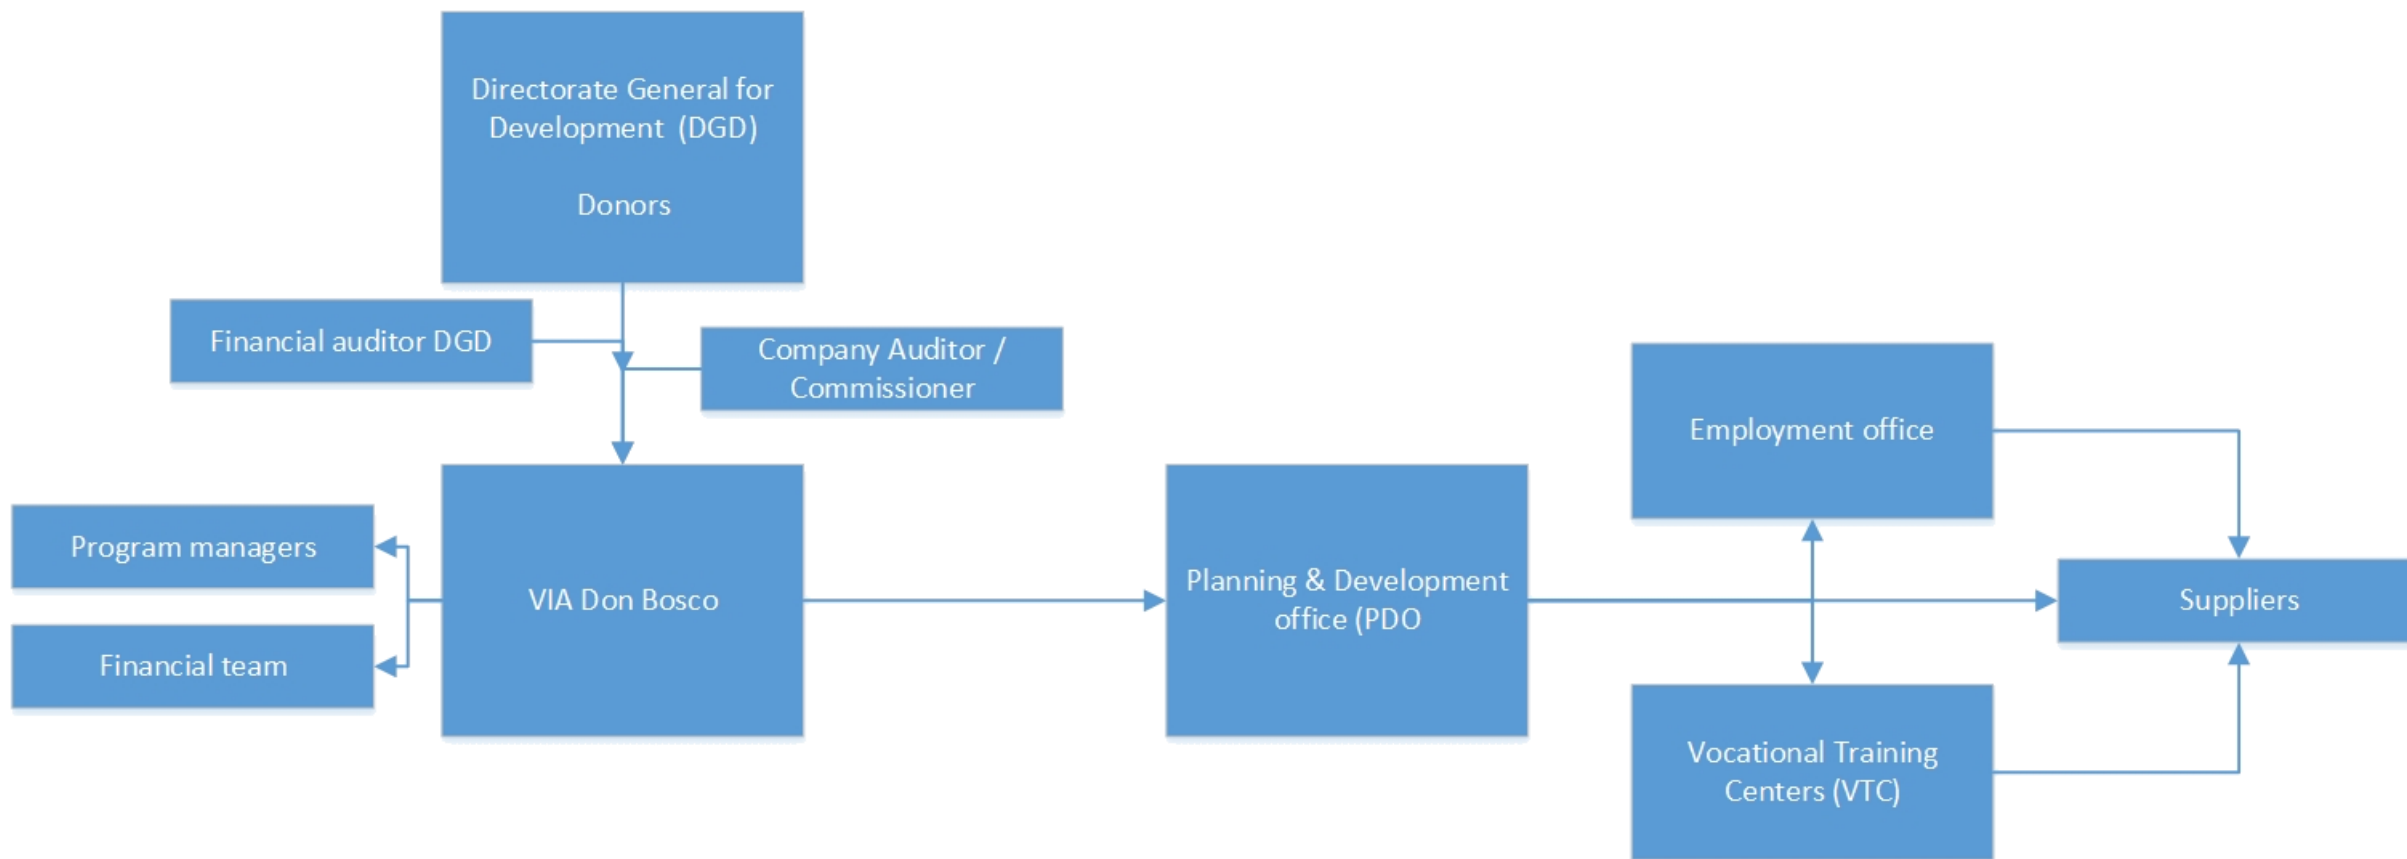 Directorate General for
Development (DGD)
Donors
Financial auditor DGD
Company Auditor /
Commissioner
Employment office
Program managers
VIA Don Bosco
Planning & Development
office (PDO
Suppliers
Financial team
Vocational Training
Centers (VTC)